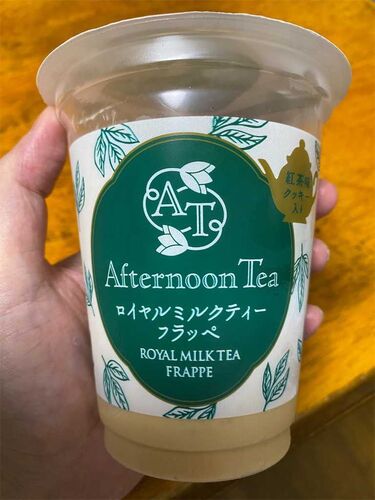 AT
Afternoon Tea
ロイヤルミルクティー
フラッペ
ROYAL MILK TEA
FRAPPE
紅茶味
クッキー
入り